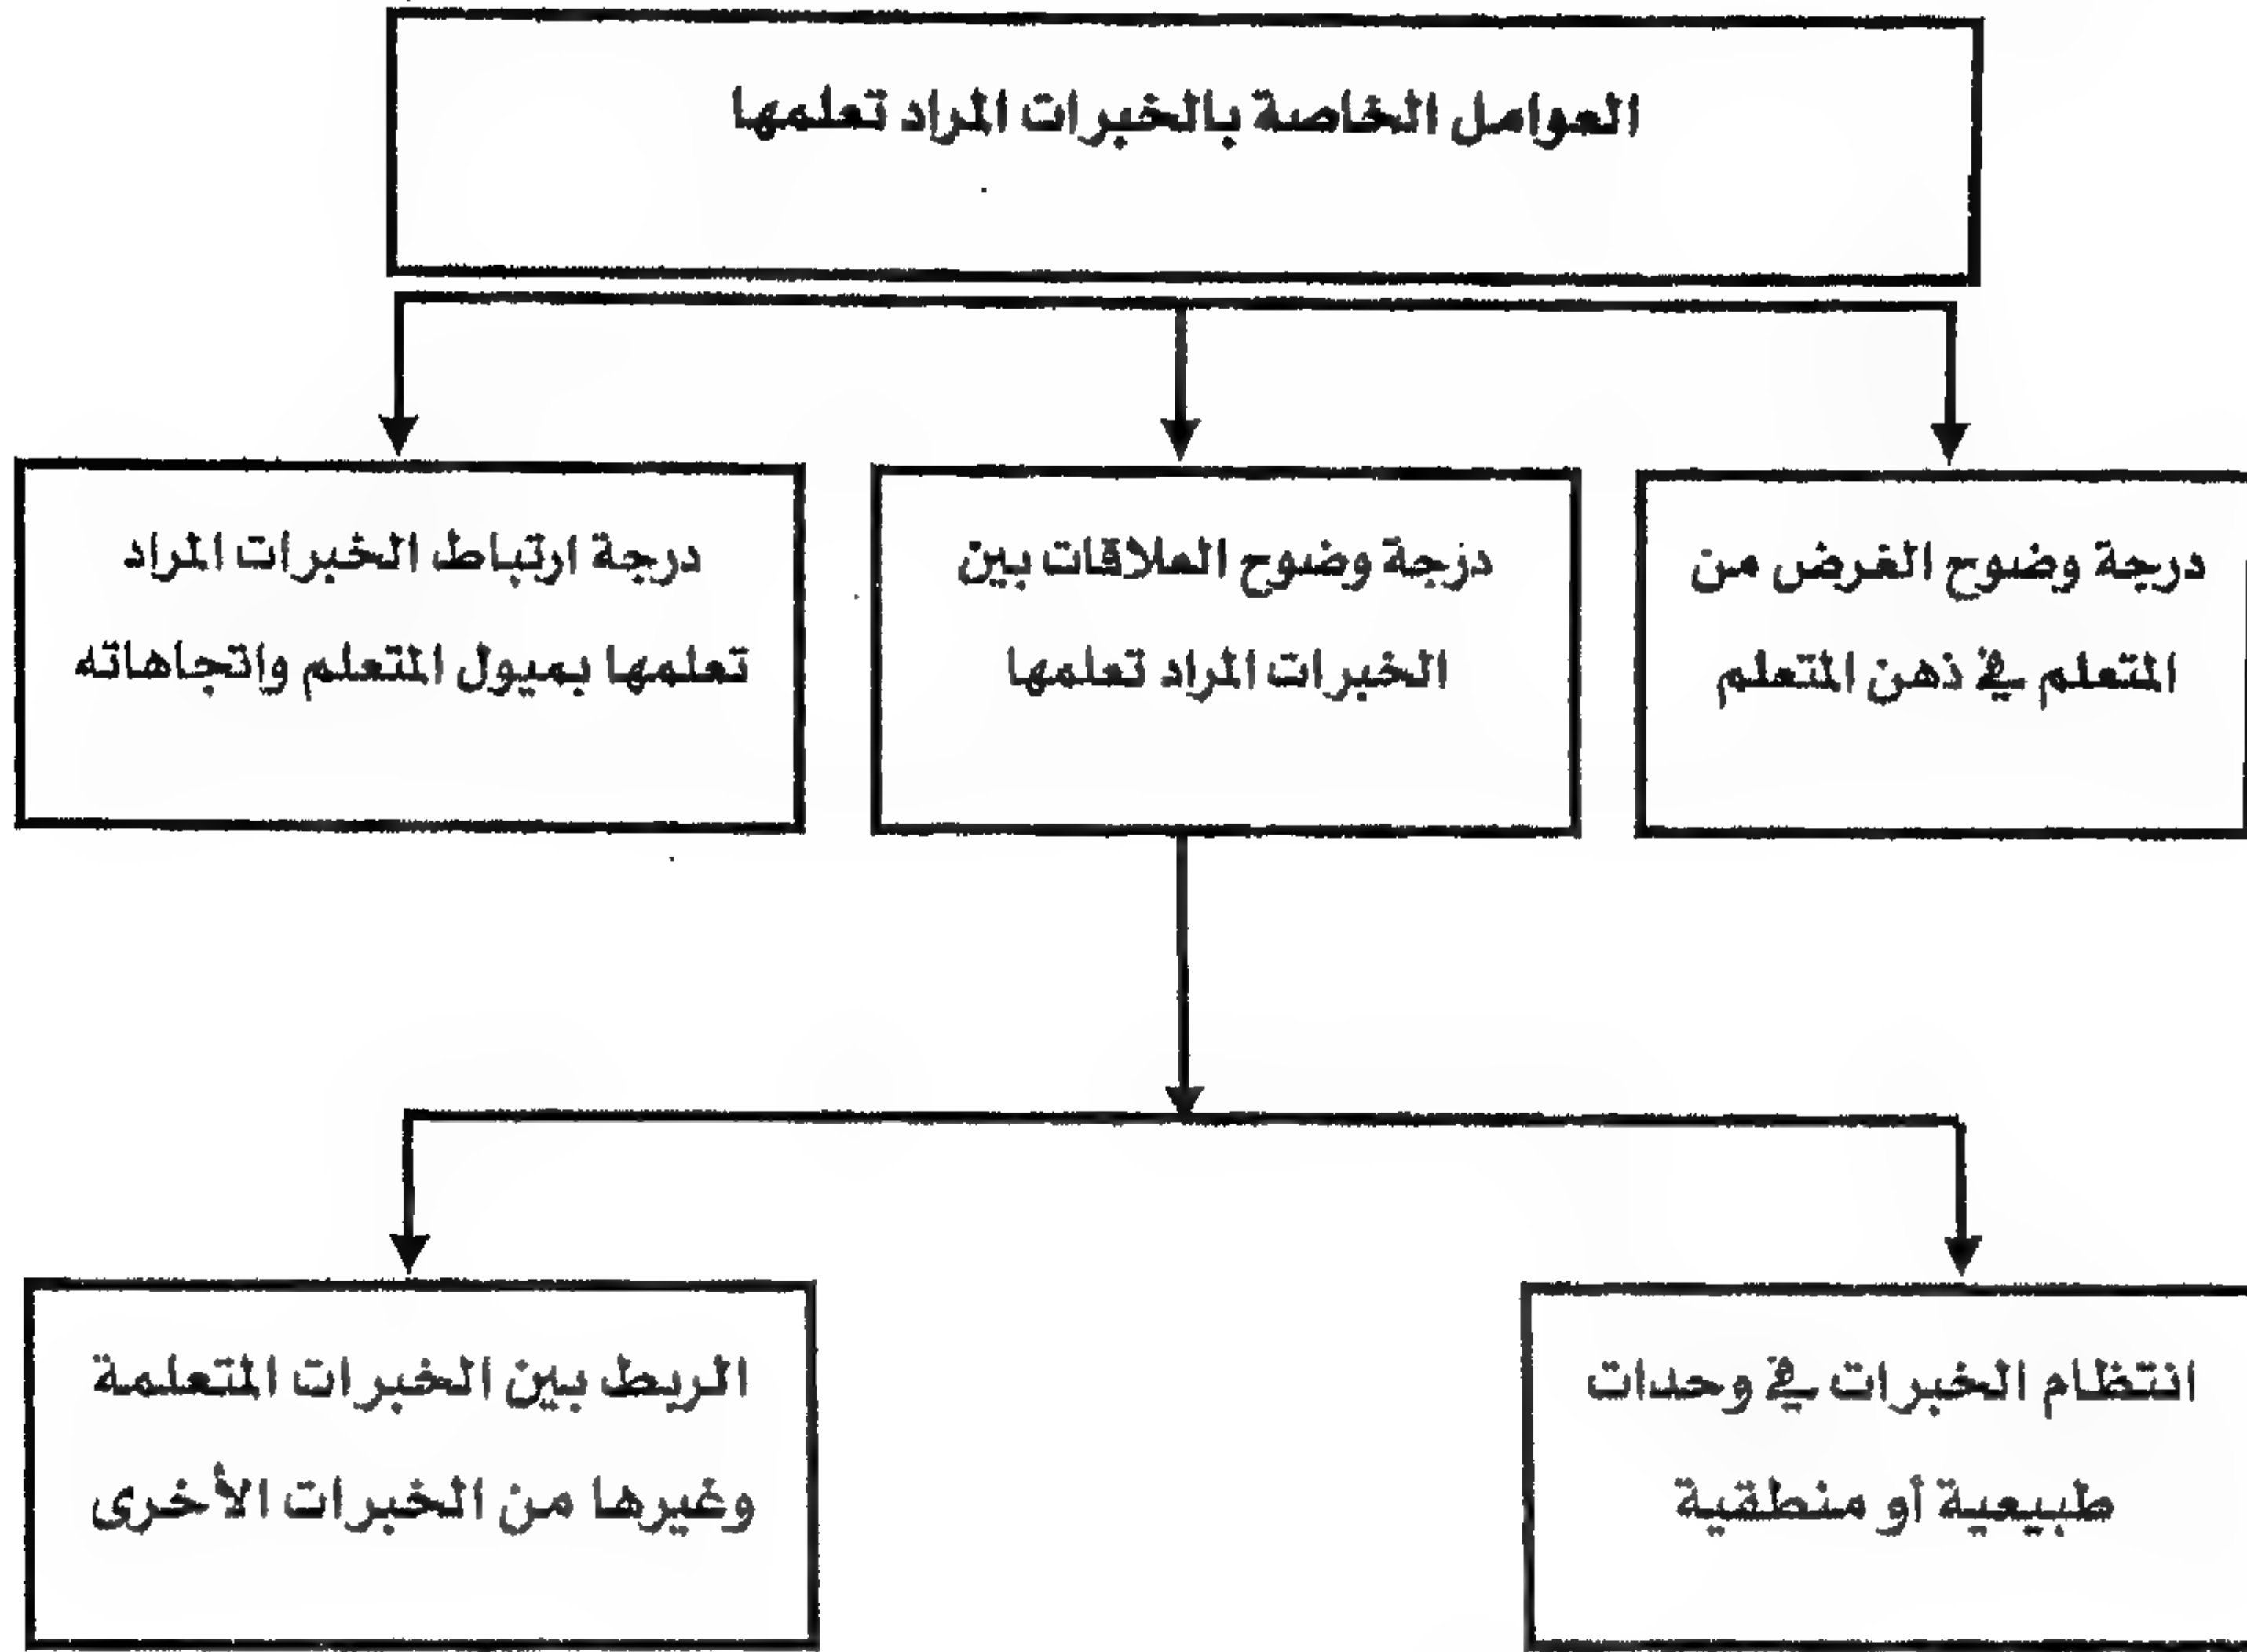 العوامل الخاصة بالخبرات المراد تعلمها
درجة وضوح الغرض من
المتعلم في ذهن المتعلم
درجة وضوح العلاقات بين
الخبرات المراد تعلمها
درجة ارتباط الخبرات المراد
تعلمها بميول المتعلم واتجاهاته
انتظام الخبرات في وحدات
طبيعية أو منطقية
الربط بين الخبرات المتعلمة
وغيرها من الخبرات الأخرى